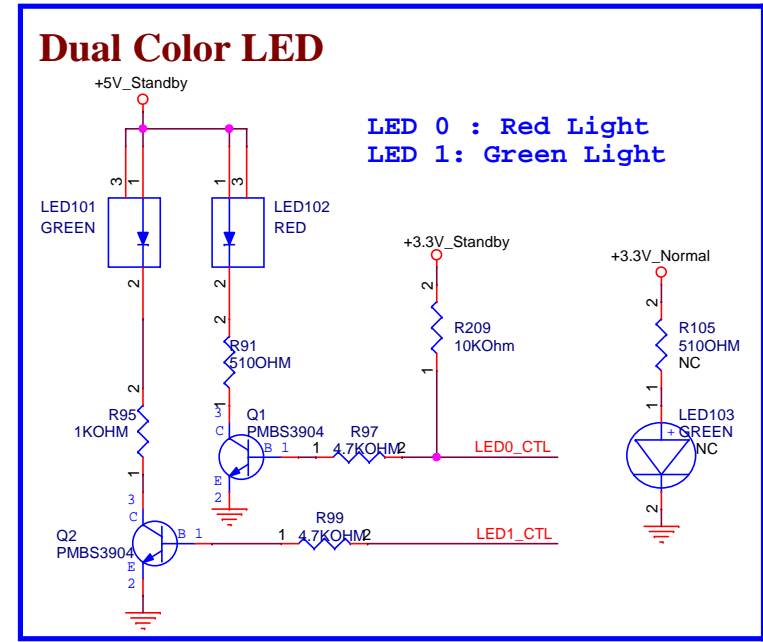 Dual Color LED
+5V_Standby
LED 0 : Red Light
LED 1: Green Light
3
1
1
3
LED101
GREEN
LED102
RED
2
2
+3.3V_Standby
+3.3V_Normal
2
2
2
R91
510OHM
R209
10KOhm
R105
510OHM
NC
1
1
1
2
R95
1KOHM
1
3
C
Q1
PMBS3904
B 1
E
2
1
R97
4.7KOHM
2
LED0_CTL
1
LED103
+
GREEN
NC
2
3
C
Q2
PMBS3904
B 1
E
2
1
R99
4.7KOHM
2
LED1_CTL